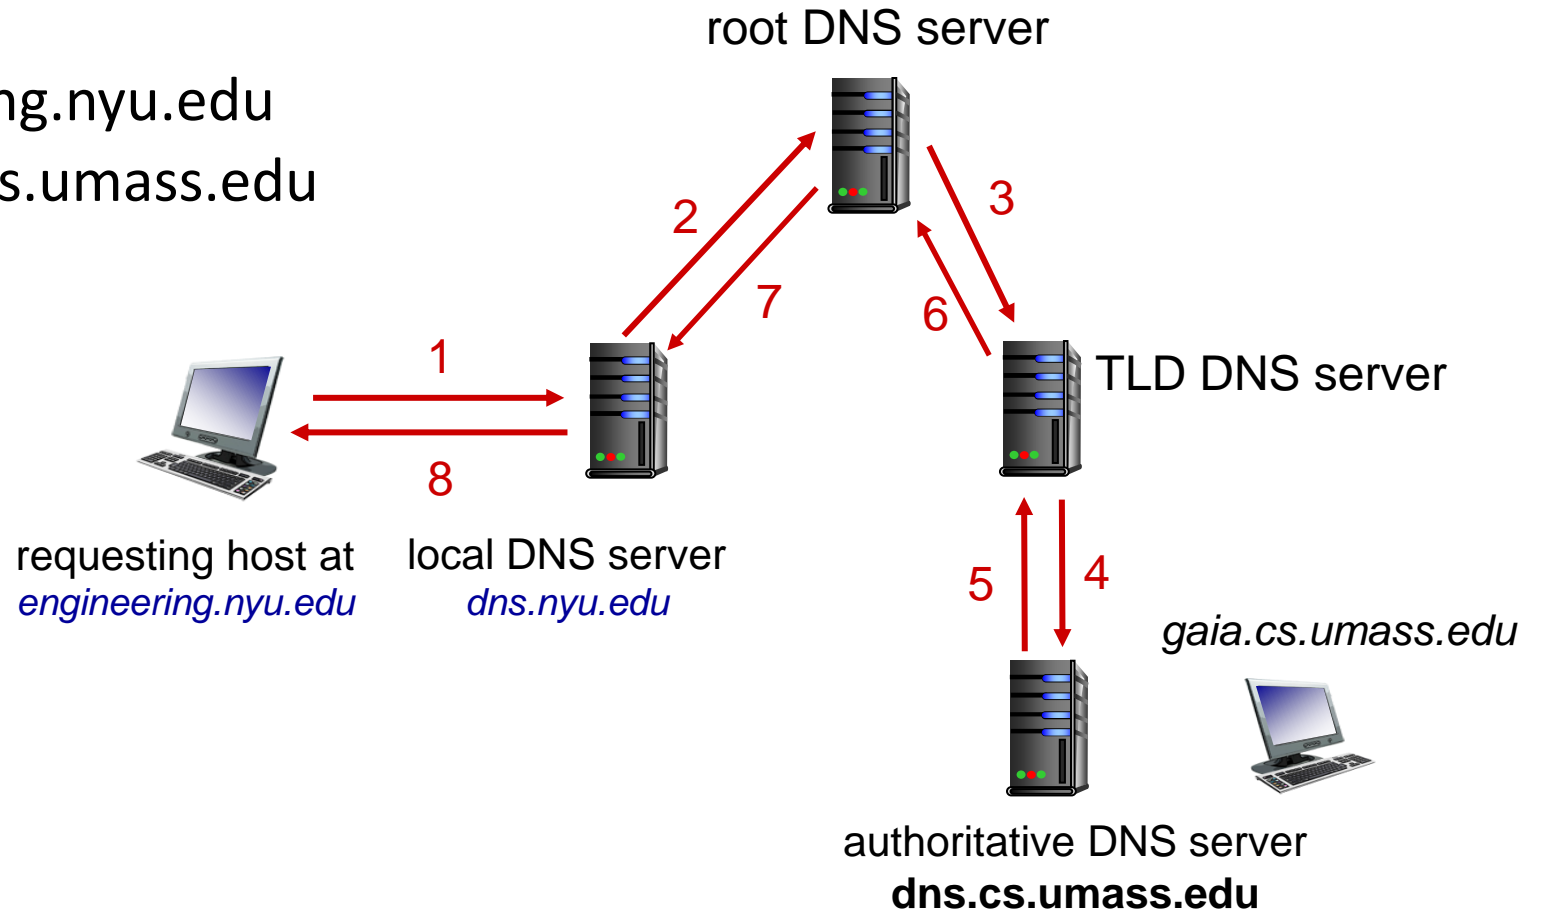 root DNS server
ng.nyu.edu
s.umass.edu
2
3
7
6
1
TLD DNS server
8
requesting host at
engineering.nyu.edu
local DNS server
dns.nyu.edu
5
4
gaia.cs.umass.edu
authoritative DNS server
dns.cs.umass.edu